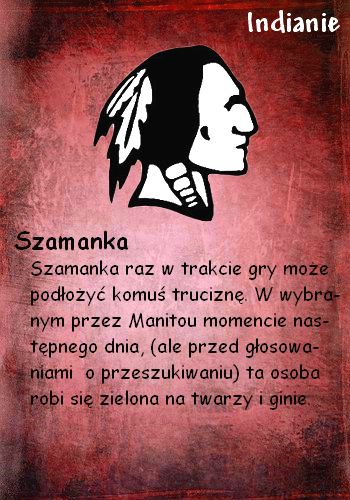 Indianie
Szamanka
Szamanka raz w trakcie gry może
podłożyć komuś truciznę. W wybra-
nym przez Manitou momencie nas-
tępnego dnia, (ale przed głosowa-
niami o przeszukiwaniu) ta osoba
robi się zielona na twarzy i ginie.